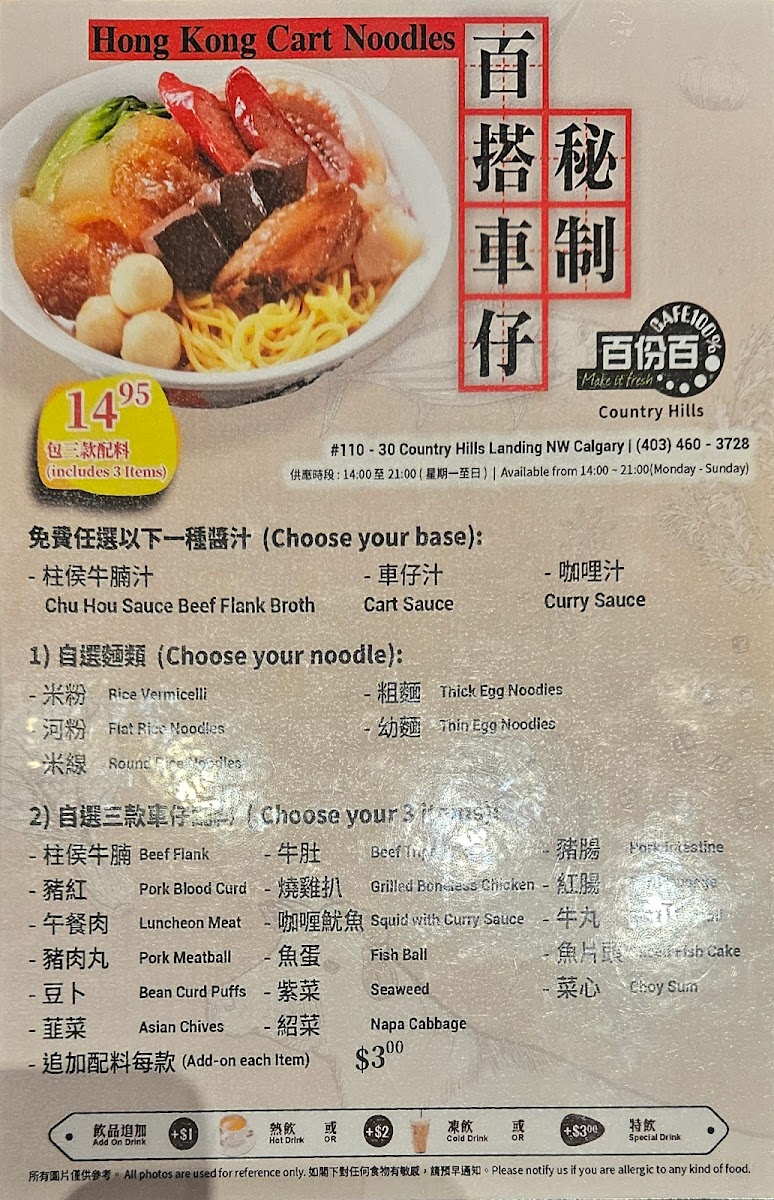 Hong Kong Cart Noodles
百搭車仔
秘制
CAFE100%
百份百
Make it fresh
Country Hills
14.95
包三款配料
(includes 3 Items)
#110 - 30 Country Hills Landing NW Calgary | (403) 460 - 3728
供應時段 : 14:00 至 21:00 ( 星期一至日 ) | Available from 14:00 ~ 21:00(Monday - Sunday)
免費任選以下一種醬汁 (Choose your base):
- 柱侯牛腩汁 - 車仔汁 - 咖哩汁
Chu Hou Sauce Beef Flank Broth Cart Sauce Curry Sauce
1) 自選麵類 (Choose your noodle):
- 米粉 Rice Vermicelli - 粗麵 Thick Egg Noodles
- 河粉 Flat Rice Noodles - 幼麵 Thin Egg Noodles
- 米線 Round Rice Noodles
2) 自選三款車仔配料 ( Choose your 3 items):
- 柱侯牛腩 Beef Flank - 牛肚 Beef Tripe - 豬腸 Pork Intestine
- 豬紅 Pork Blood Curd - 燒雞扒 Grilled Boneless Chicken - 紅腸
- 午餐肉 Luncheon Meat - 咖喱魷魚 Squid with Curry Sauce - 牛丸
- 豬肉丸 Pork Meatball - 魚蛋 Fish Ball - 魚片頭 Fish Cake
- 豆卜 Bean Curd Puffs - 紫菜 Seaweed - 菜心 Choy Sum
- 韮菜 Asian Chives - 紹菜 Napa Cabbage
- 追加配料每款 (Add-on each Item) $3.00
飲品追加 +$1 熱飲 或 +$2 凍飲 或 +$3.00 特飲
Add On Drink Hot Drink OR Cold Drink OR Special Drink
所有圖片僅供參考。 All photos are used for reference only. 如閣下對任何食物有敏感，請預早通知。Please notify us if you are allergic to any kind of food.